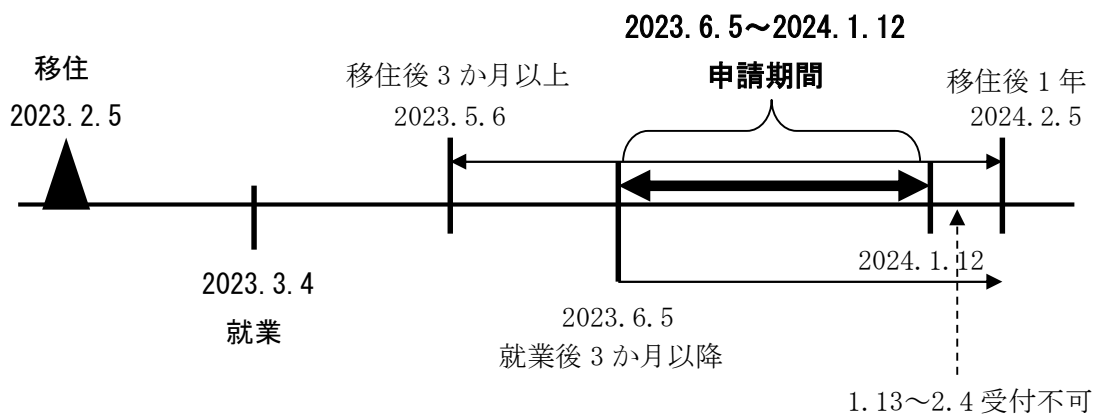 2023.6.5～2024.1.12
申請期間
移住
2023.2.5
移住後 3 か月以上
2023.5.6
移住後 1 年
2024.2.5
2023.3.4
就業
2024.1.12
2023.6.5
就業後 3 か月以降
1.13～2.4 受付不可